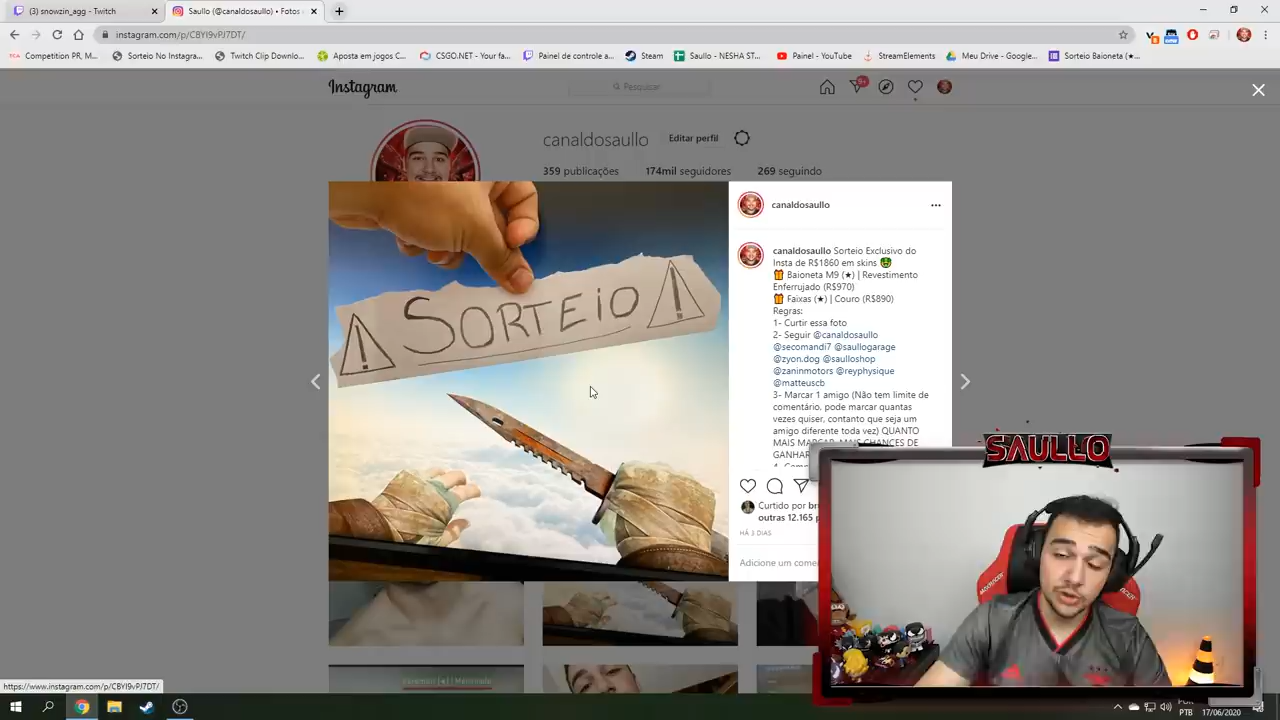 (3) snowzin_agg - Twitch
Saullo (@canaldosaullo) • Fotos
instagram.com/p/CBYI9vPJ7DT/
Competition PR, M...
Sorteio No Instagra...
Twitch Clip Downlo...
Aposta em jogos C...
CSGO.NET - Your fa...
Painel de controle a...
Steam
Saullo - NESHA ST...
Painel - YouTube
StreamElements
Meu Drive - Google...
Sorteio Baioneta (★...
Instagram
Pesquisar
9+
canaldosaullo
Editar perfil
359 publicações
174mil seguidores
269 seguindo
SORTEIO
canaldosaullo
canaldosaullo Sorteio Exclusivo do
Insta de R$1860 em skins
Baioneta M9 (★) | Revestimento
Enferrujado (R$970)
Faixas (★) | Couro (R$890)
Regras:
1- Curtir essa foto
2- Seguir @canaldosaullo
@secomandi7 @saullogarage
@zyon.dog @saulloshop
@zaninmotors @reyphysique
@matteuscb
3- Marcar 1 amigo (Não tem limite de
comentário, pode marcar quantas
vezes quiser, contanto que seja um
amigo diferente toda vez) QUANTO
MAIS MARCAR, MAIS CHANCES DE
GANHAR
Curtido por
outras 12.165
HÁ 3 DIAS
Adicione um comen
SAULLO
https://www.instagram.com/p/CBYI9vPJ7DT/
PTB
17/06/2020